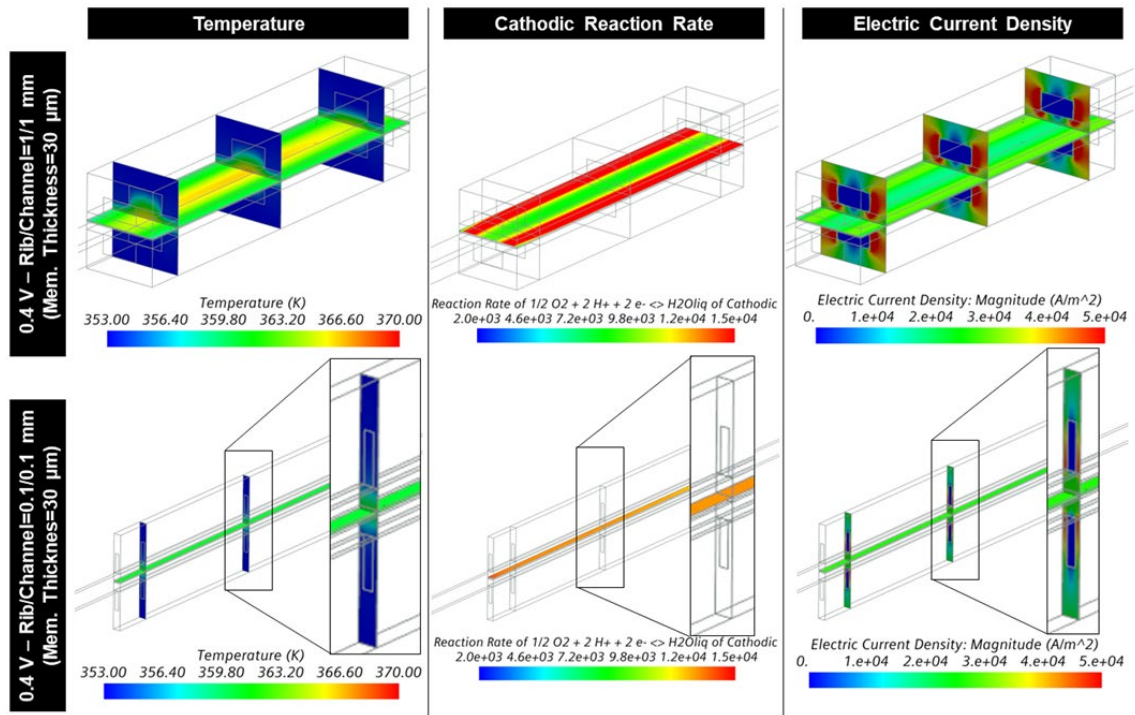 Temperature
Cathodic Reaction Rate
Electric Current Density
0.4 V – Rib/Channel=1/1 mm
(Mem. Thickness=30 µm)
Temperature (K)
353.00 356.40 359.80 363.20 366.60 370.00
Reaction Rate of 1/2 O2 + 2 H+ + 2 e- <> H2Oliq of Cathodic
2.0e+03 4.6e+03 7.2e+03 9.8e+03 1.2e+04 1.5e+04
Electric Current Density: Magnitude (A/m^2)
0. 1.e+04 2.e+04 3.e+04 4.e+04 5.e+04
0.4 V – Rib/Channel=0.1/0.1 mm
(Mem. Thickness=30 µm)
Temperature (K)
353.00 356.40 359.80 363.20 366.60 370.00
Reaction Rate of 1/2 O2 + 2 H+ + 2 e- <> H2Oliq of Cathodic
2.0e+03 4.6e+03 7.2e+03 9.8e+03 1.2e+04 1.5e+04
Electric Current Density: Magnitude (A/m^2)
0. 1.e+04 2.e+04 3.e+04 4.e+04 5.e+04